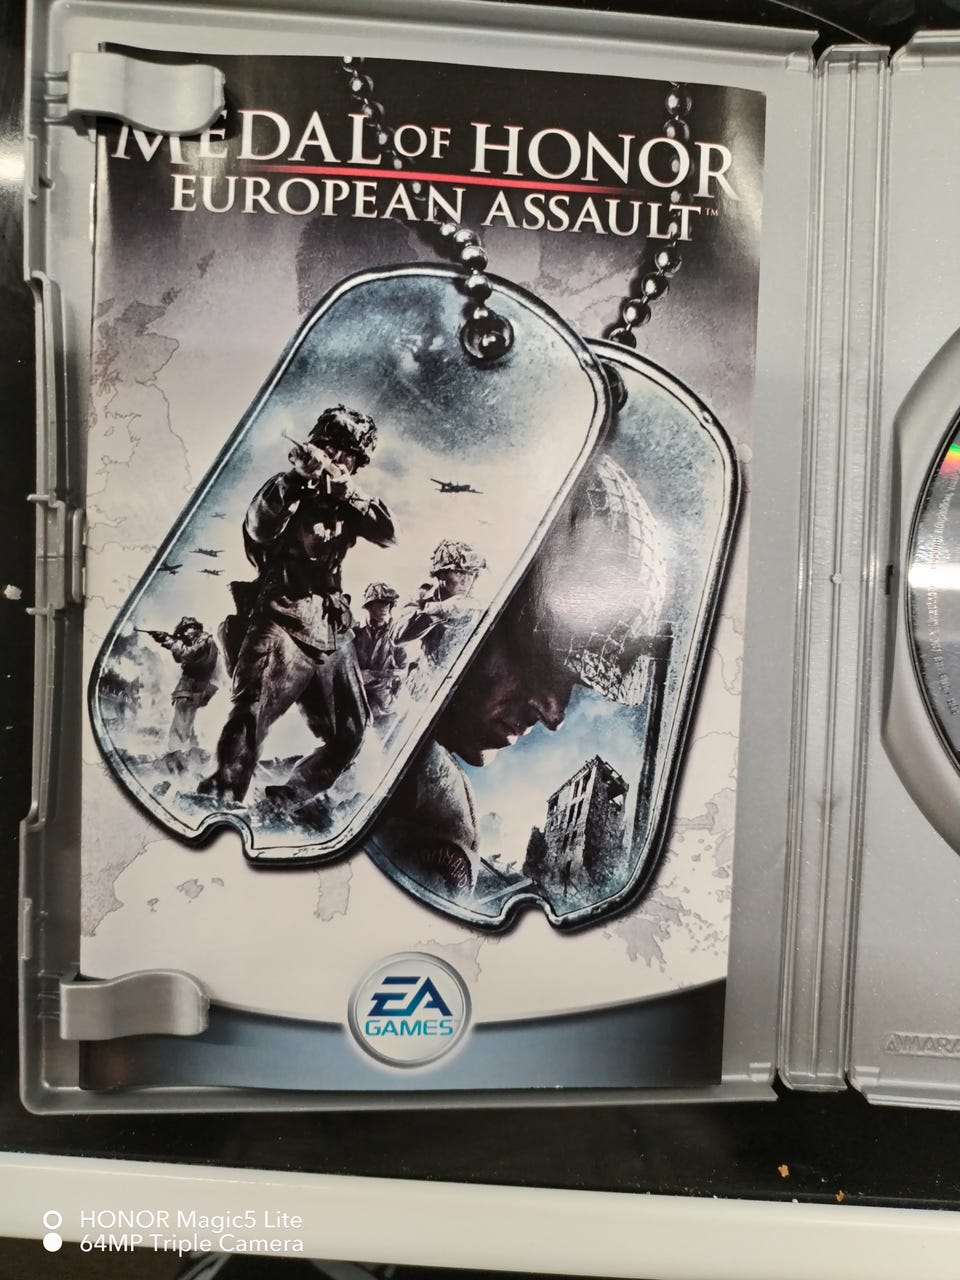 MEDAL OF HONOR
EUROPEAN ASSAULT™
EA
GAMES
HONOR Magic5 Lite
64MP Triple Camera